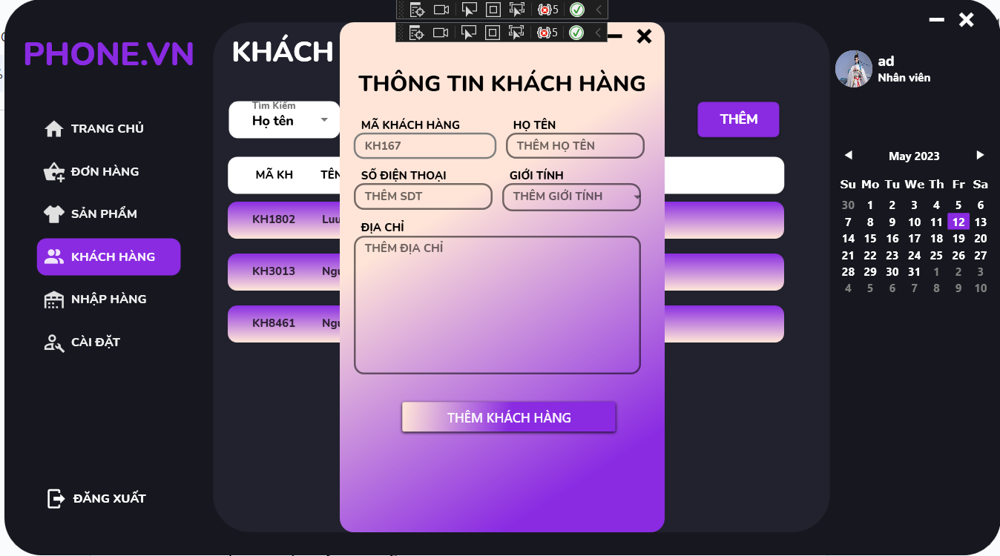 5
5
PHONE.VN
TRANG CHỦ
ĐƠN HÀNG
SẢN PHẨM
KHÁCH HÀNG
NHẬP HÀNG
CÀI ĐẶT
ĐĂNG XUẤT
KHÁCH
Tìm Kiếm
Họ tên
THÊM
MÃ KH TÊN
KH1802 Luu
KH3013 Ngu
KH8461 Ngu
THÔNG TIN KHÁCH HÀNG
MÃ KHÁCH HÀNG HỌ TÊN
KH167 THÊM HỌ TÊN
SỐ ĐIỆN THOẠI GIỚI TÍNH
THÊM SDT THÊM GIỚI TÍNH
ĐỊA CHỈ
THÊM ĐỊA CHỈ
THÊM KHÁCH HÀNG
ad
Nhân viên
May 2023
Su Mo Tu We Th Fr Sa
30 1 2 3 4 5 6
7 8 9 10 11 12 13
14 15 16 17 18 19 20
21 22 23 24 25 26 27
28 29 30 31 1 2 3
4 5 6 7 8 9 10